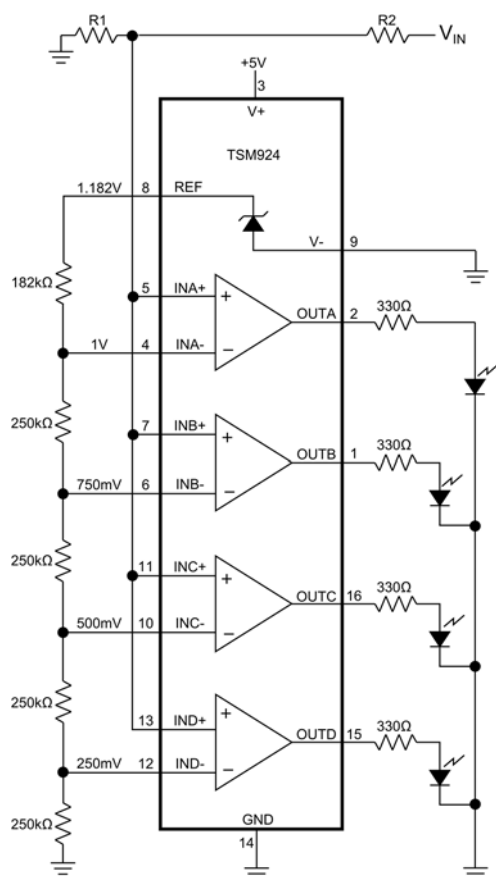 R1
R2
V_IN
+5V
3
V+
TSM924
1.182V
8
REF
V-
9
182kΩ
5
INA+
OUTA
2
330Ω
1V
4
INA-
250kΩ
7
INB+
OUTB
1
330Ω
750mV
6
INB-
250kΩ
11
INC+
OUTC
16
330Ω
500mV
10
INC-
250kΩ
13
IND+
OUTD
15
330Ω
250mV
12
IND-
250kΩ
GND
14